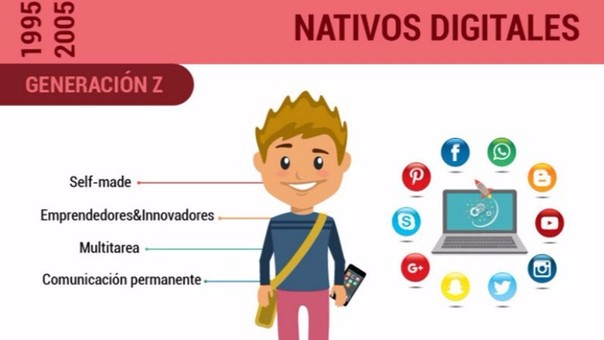 1995
2005
NATIVOS DIGITALES
GENERACIÓN Z
Self-made
Emprendedores&Innovadores
Multitarea
Comunicación permanente